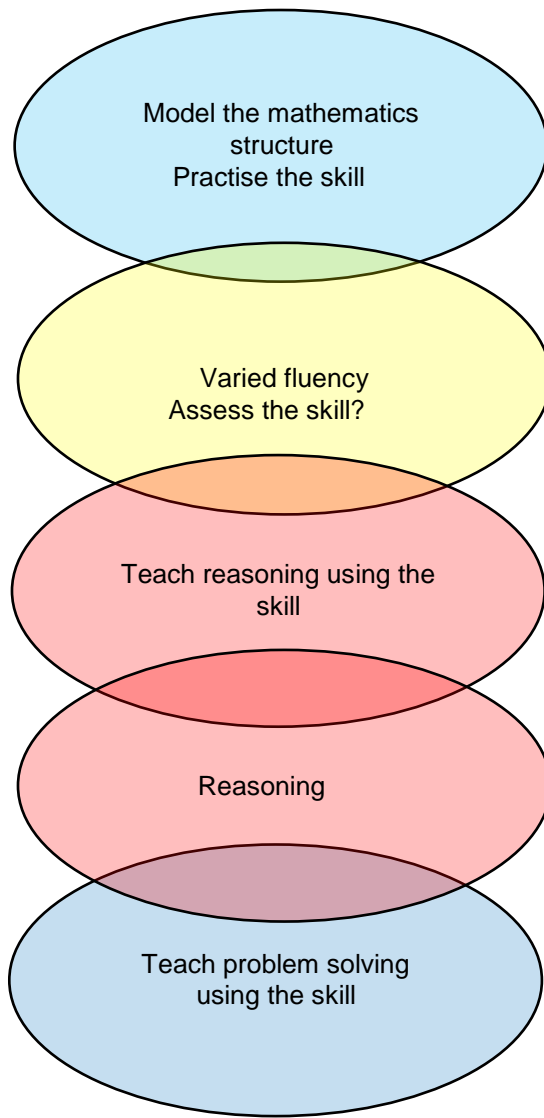 Model the mathematics
structure
Practise the skill
Varied fluency
Assess the skill?
Teach reasoning using the
skill
Reasoning
Teach problem solving
using the skill